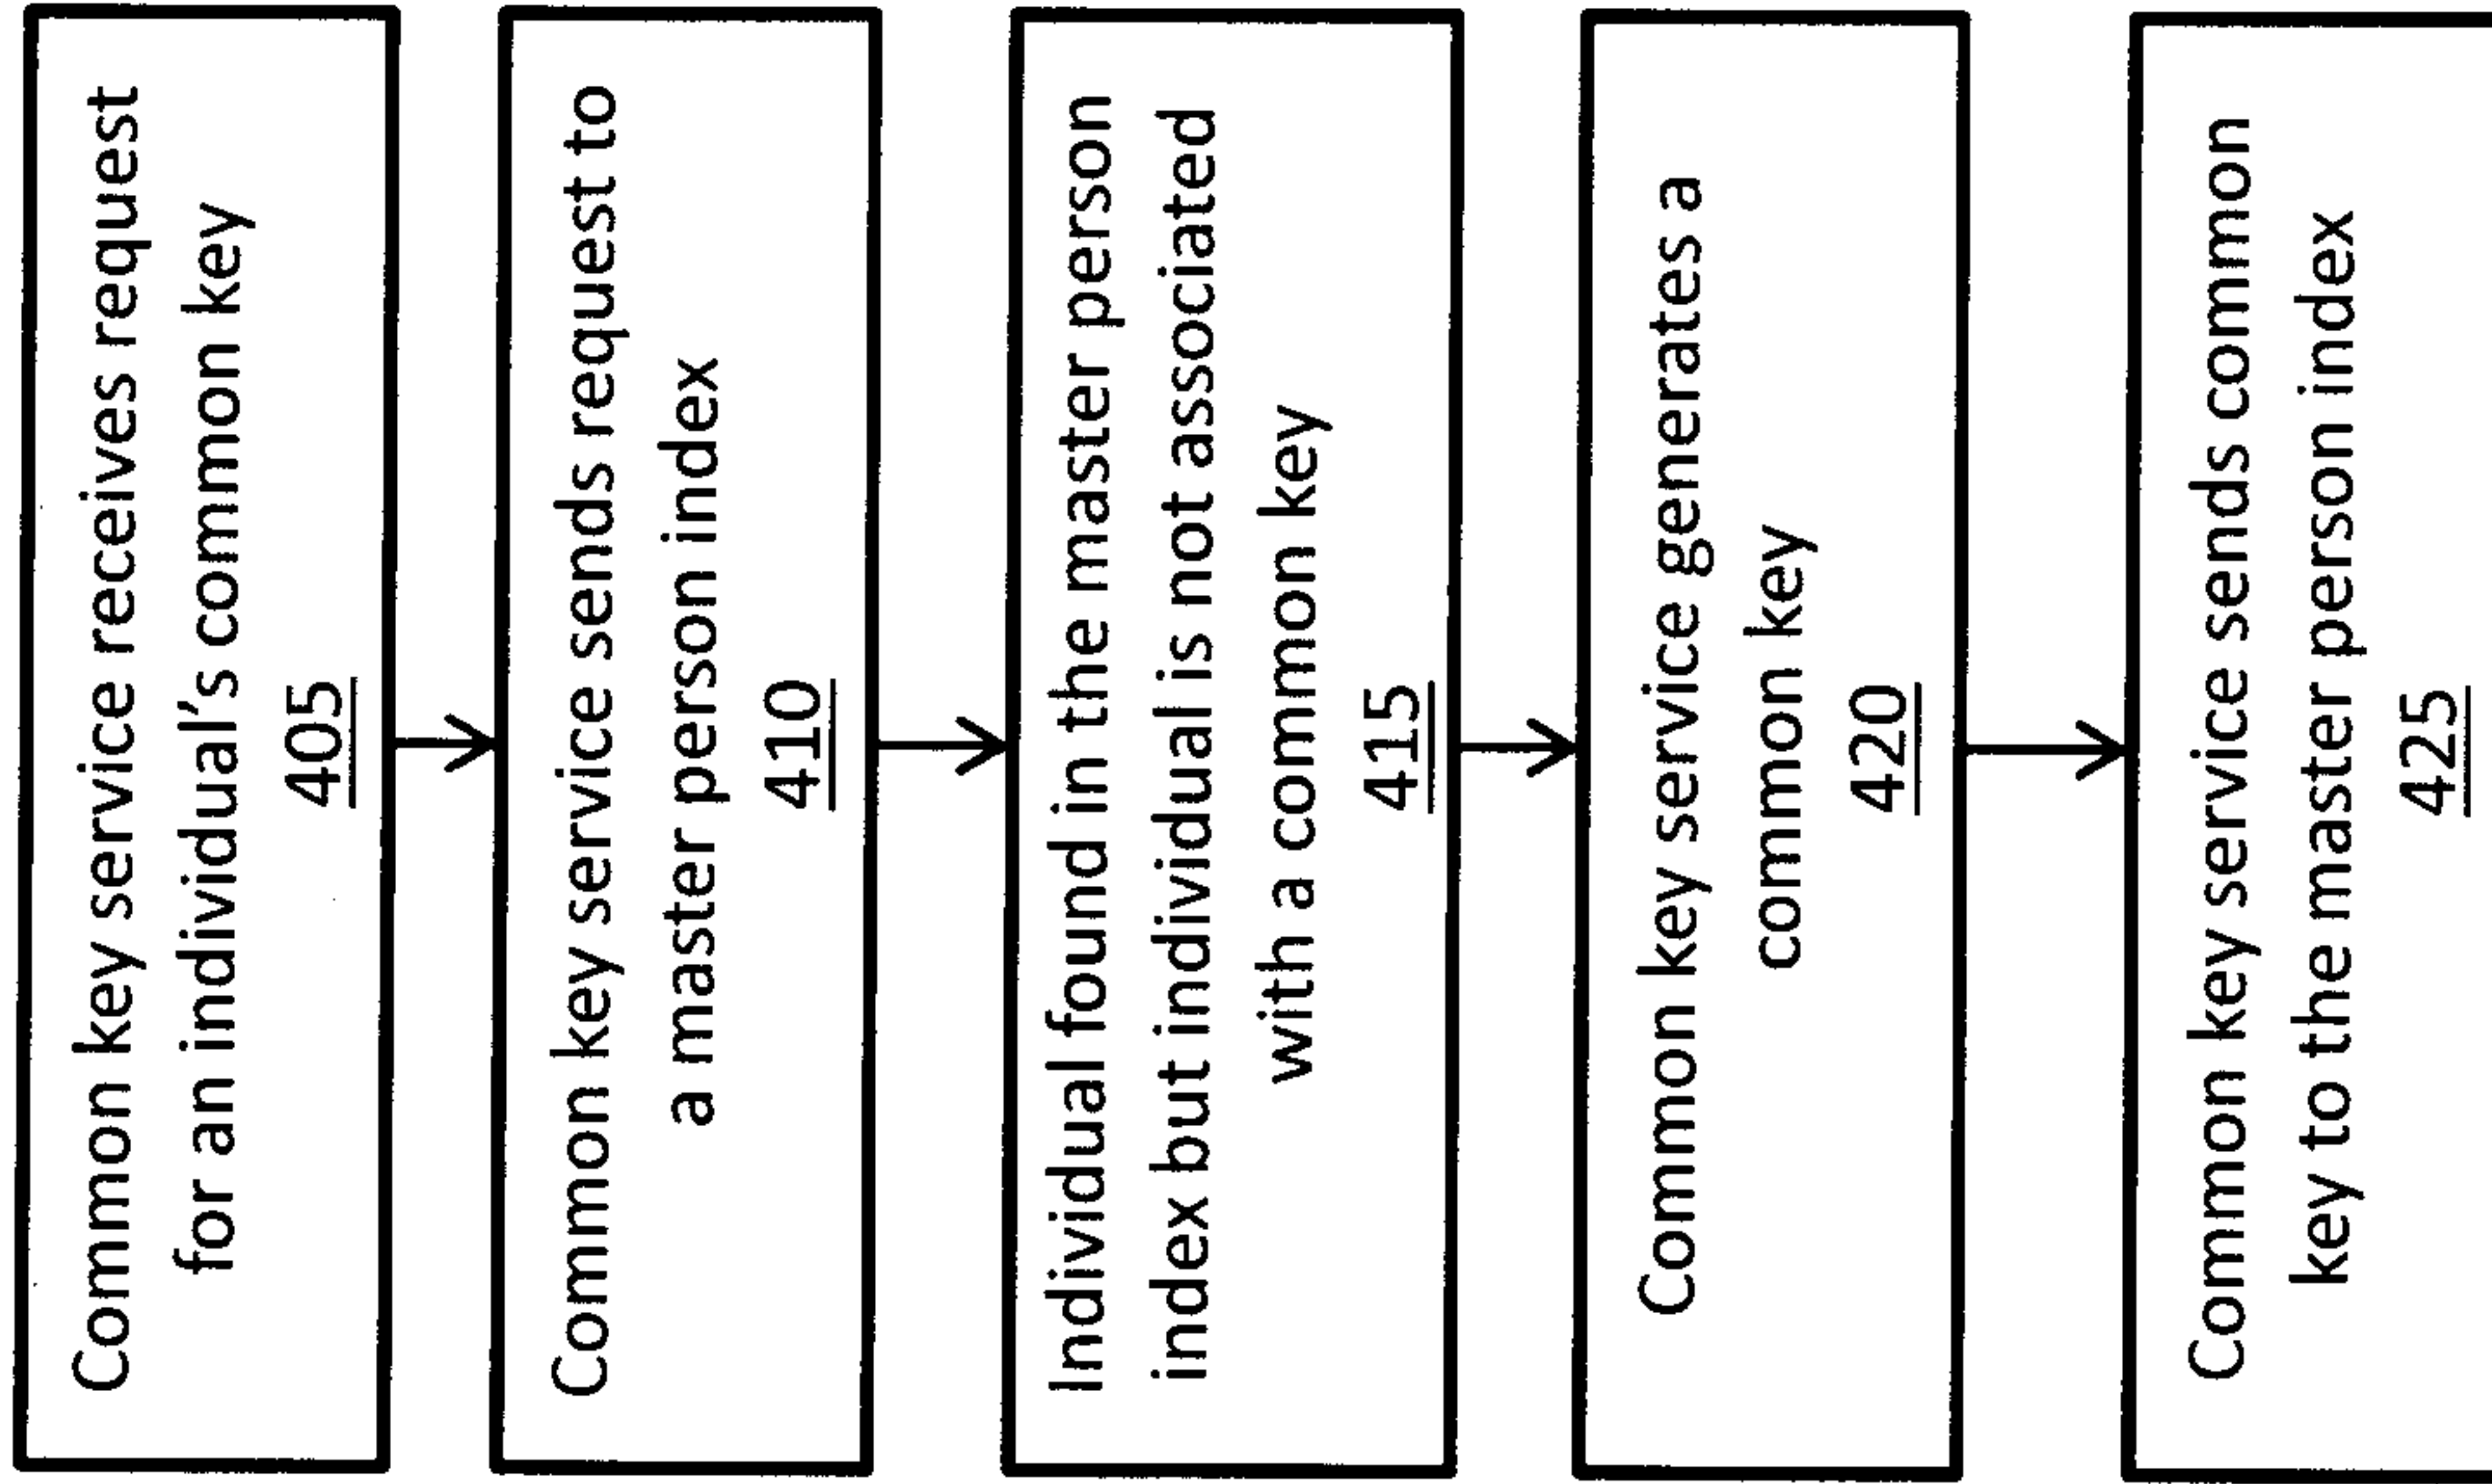 Common key service receives request
for an individual's common key
405
Common key service sends request to
a master person index
410
Individual found in the master person
index but individual is not associated
with a common key
415
Common key service generates a
common key
420
Common key service sends common
key to the master person index
425